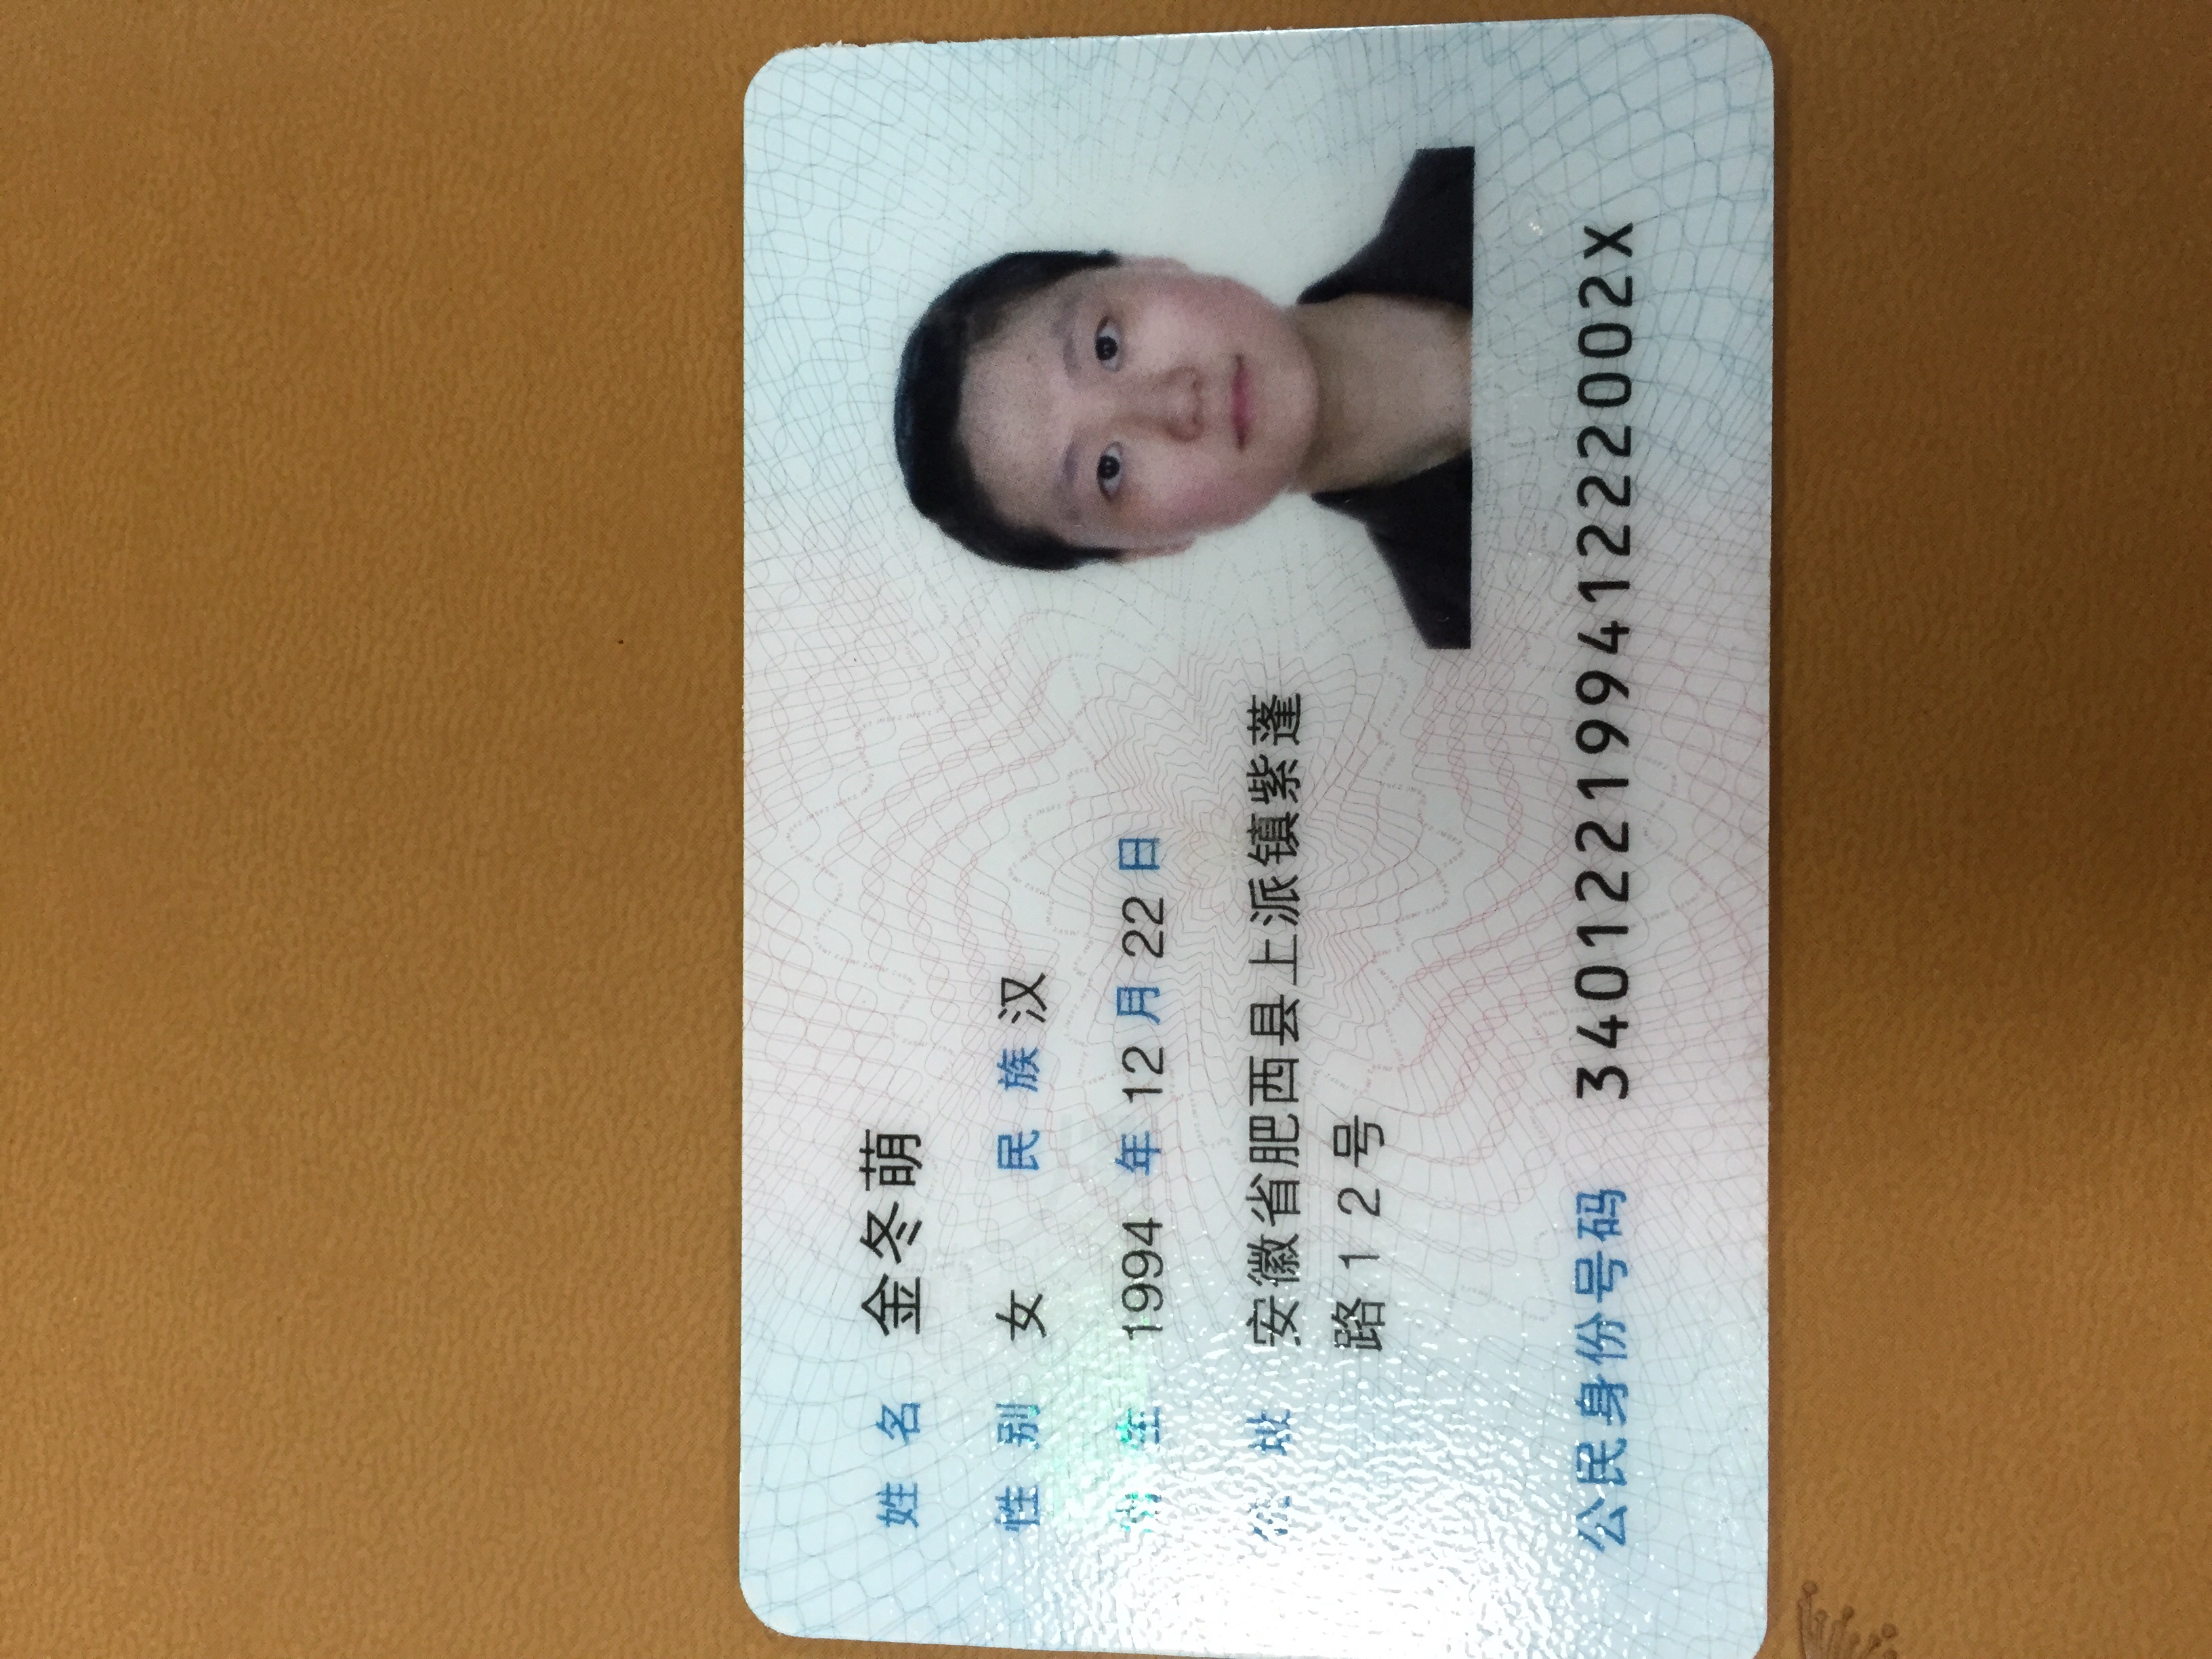 姓名 金冬萌
性别 女 民族 汉
出生 1994 年 12 月 22 日
住址 安徽省肥西县上派镇紫蓬
路12号
公民身份号码 34012219941222002X